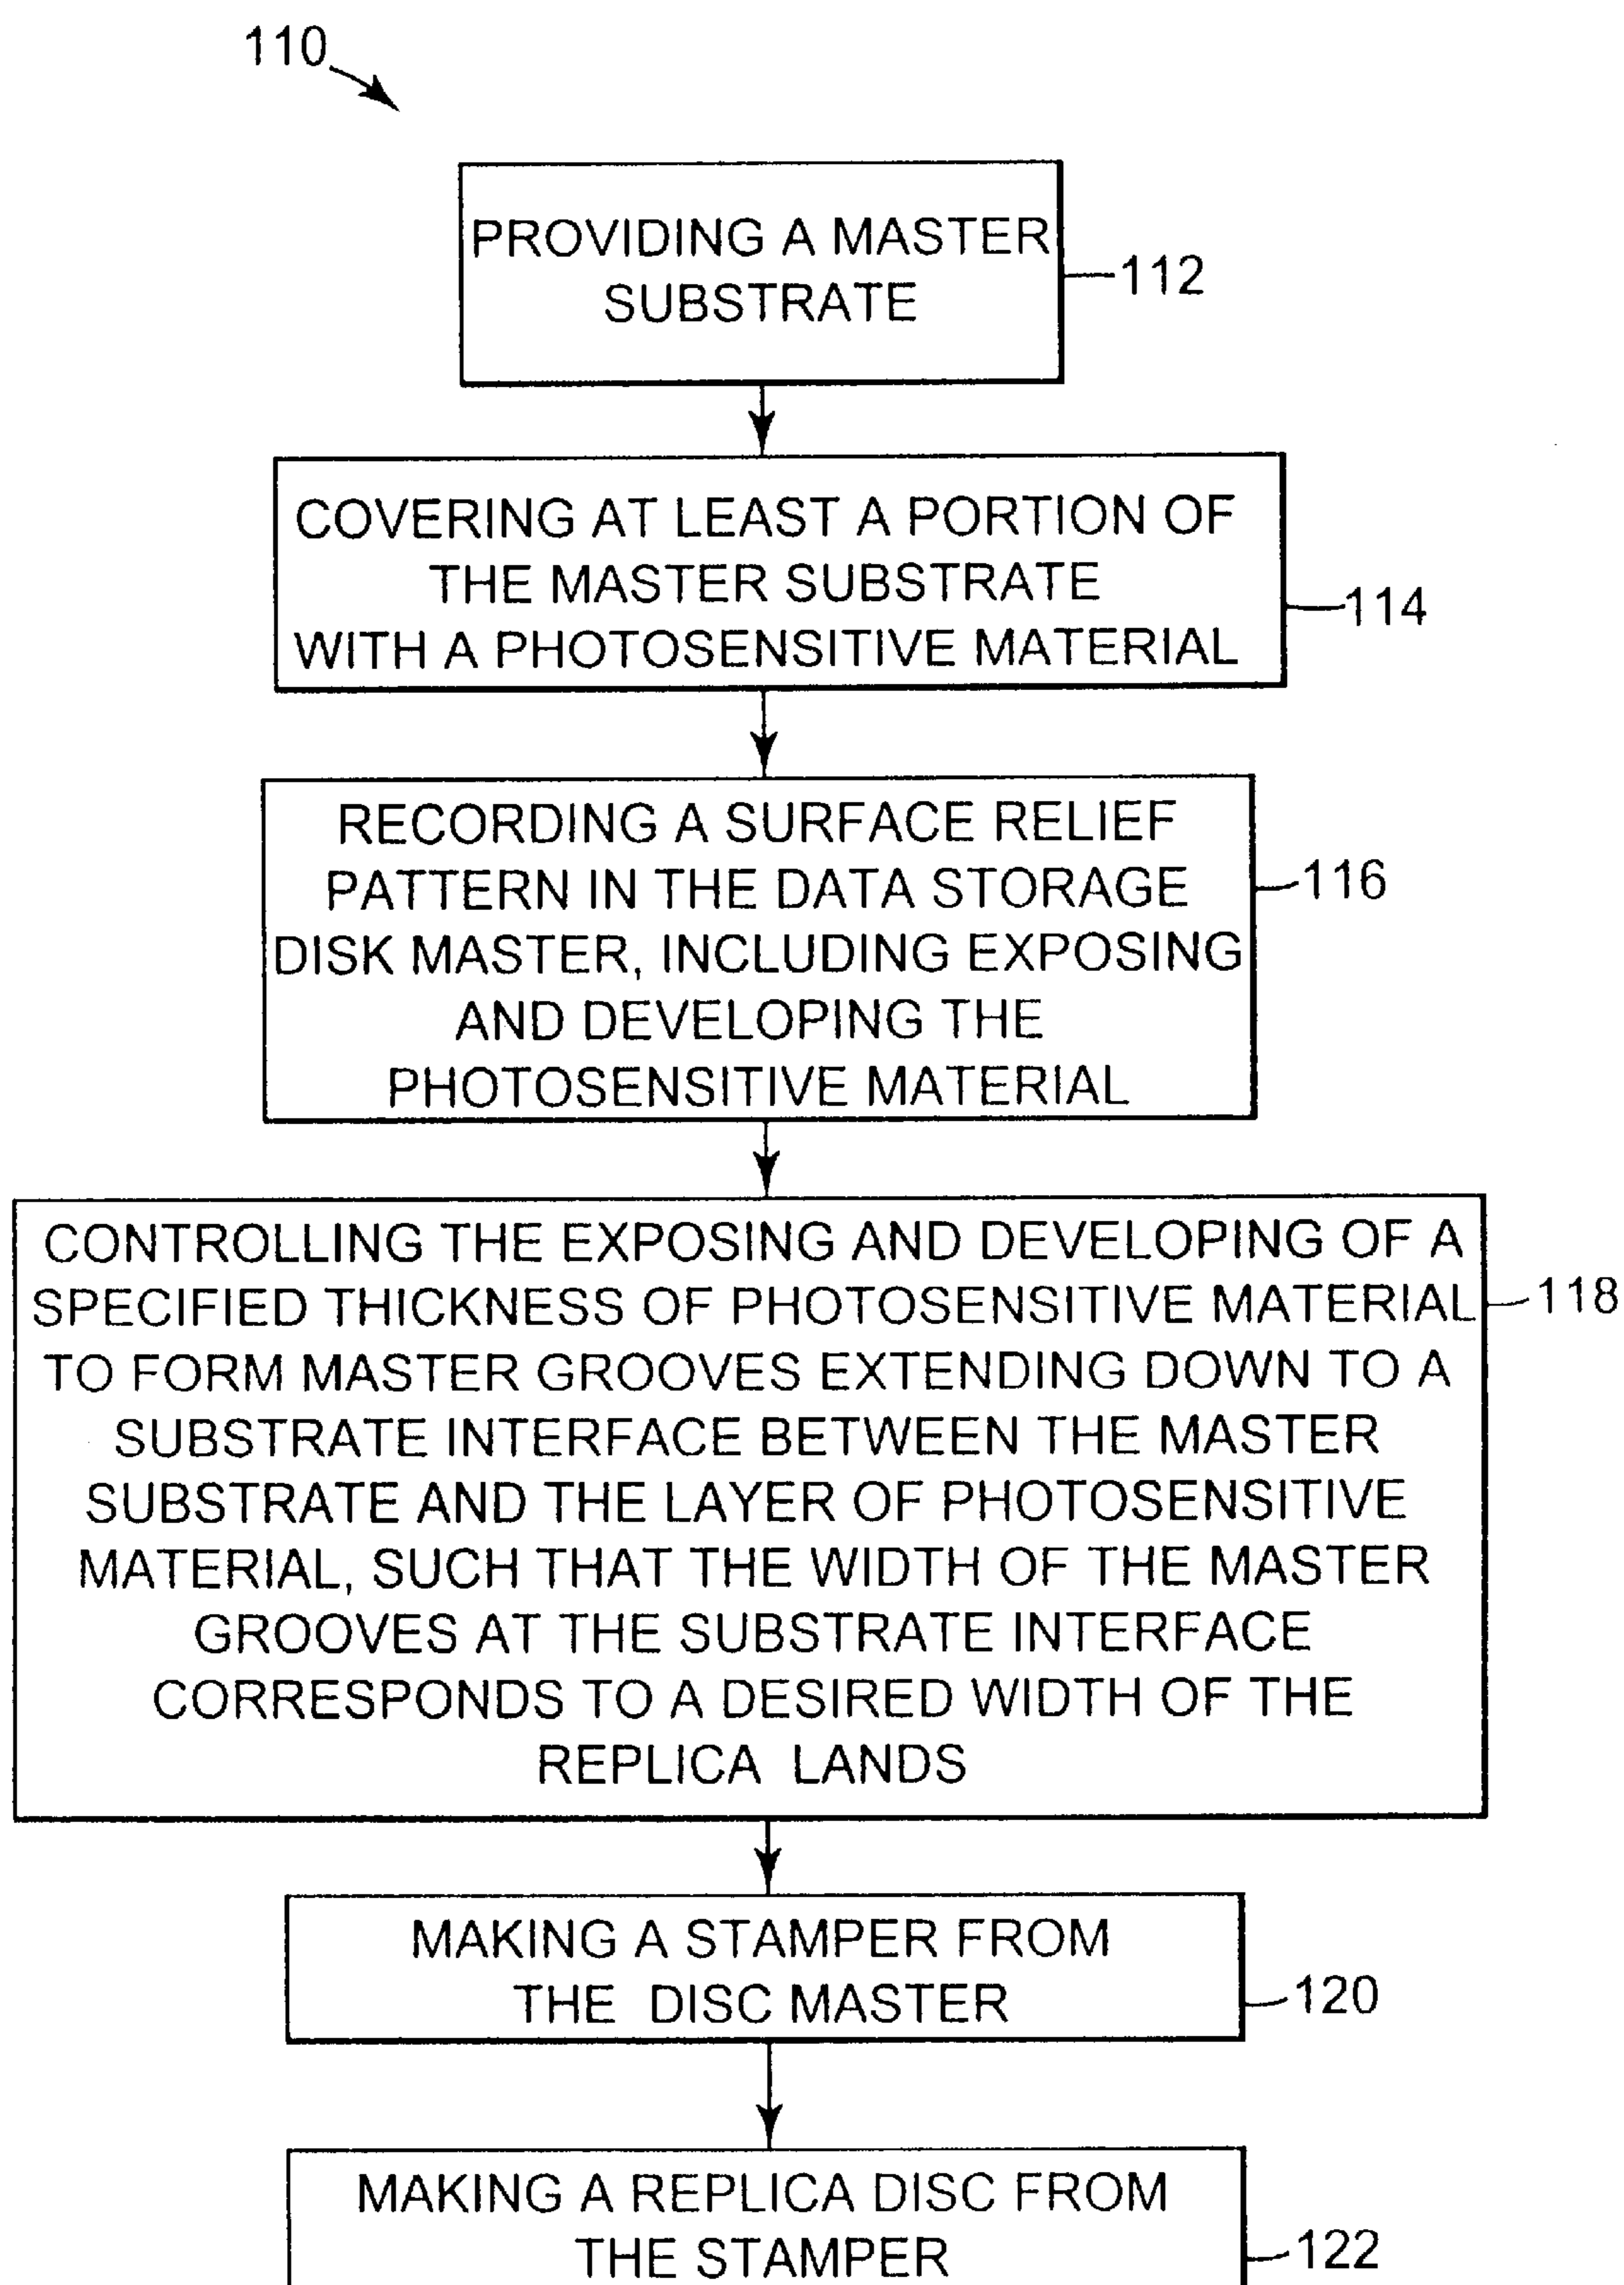 110
PROVIDING A MASTER
SUBSTRATE
112
COVERING AT LEAST A PORTION OF
THE MASTER SUBSTRATE
WITH A PHOTOSENSITIVE MATERIAL
114
RECORDING A SURFACE RELIEF
PATTERN IN THE DATA STORAGE
DISK MASTER, INCLUDING EXPOSING
AND DEVELOPING THE
PHOTOSENSITIVE MATERIAL
116
CONTROLLING THE EXPOSING AND DEVELOPING OF A
SPECIFIED THICKNESS OF PHOTOSENSITIVE MATERIAL
TO FORM MASTER GROOVES EXTENDING DOWN TO A
SUBSTRATE INTERFACE BETWEEN THE MASTER
SUBSTRATE AND THE LAYER OF PHOTOSENSITIVE
MATERIAL, SUCH THAT THE WIDTH OF THE MASTER
GROOVES AT THE SUBSTRATE INTERFACE
CORRESPONDS TO A DESIRED WIDTH OF THE
REPLICA LANDS
118
MAKING A STAMPER FROM
THE DISC MASTER
120
MAKING A REPLICA DISC FROM
THE STAMPER
122